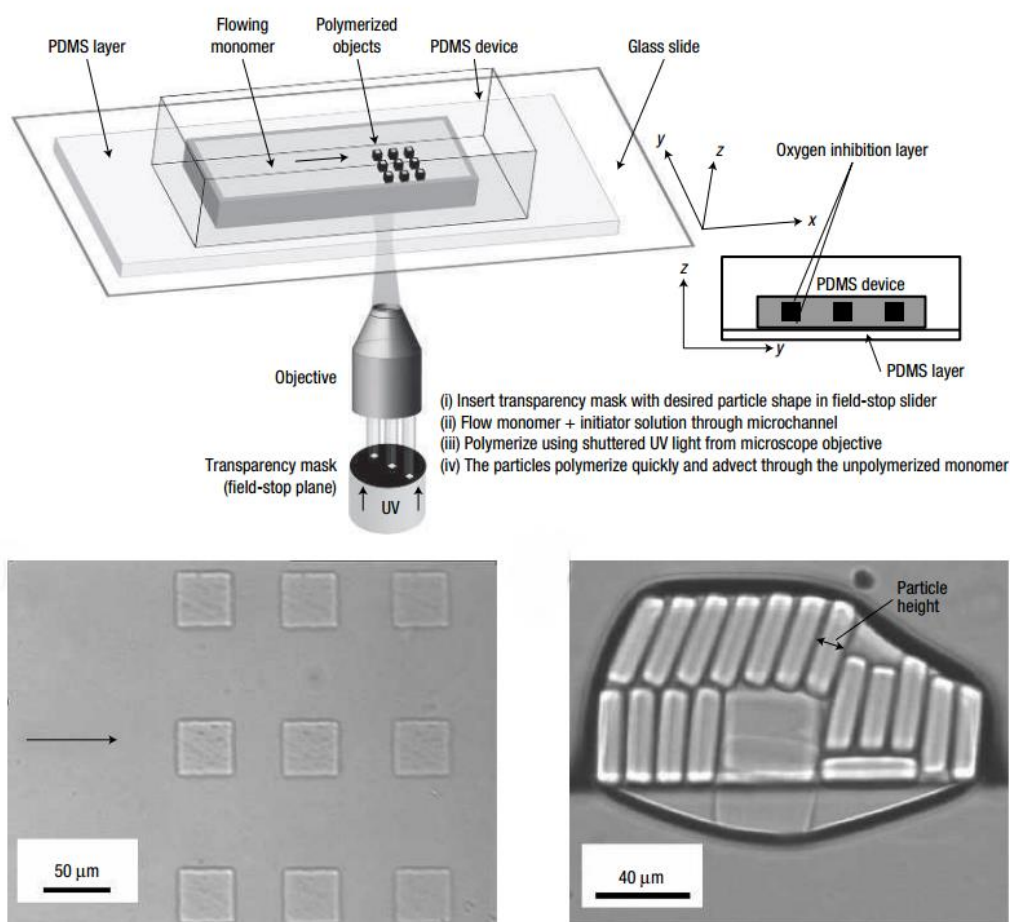 PDMS layer
Flowing
monomer
Polymerized
objects
PDMS device
Glass slide
y
z
x
Oxygen inhibition layer
z
PDMS device
y
PDMS layer
Objective
Transparency mask
(field-stop plane)
UV
(i) Insert transparency mask with desired particle shape in field-stop slider
(ii) Flow monomer + initiator solution through microchannel
(iii) Polymerize using shuttered UV light from microscope objective
(iv) The particles polymerize quickly and advect through the unpolymerized monomer
50 μm
Particle
height
40 μm